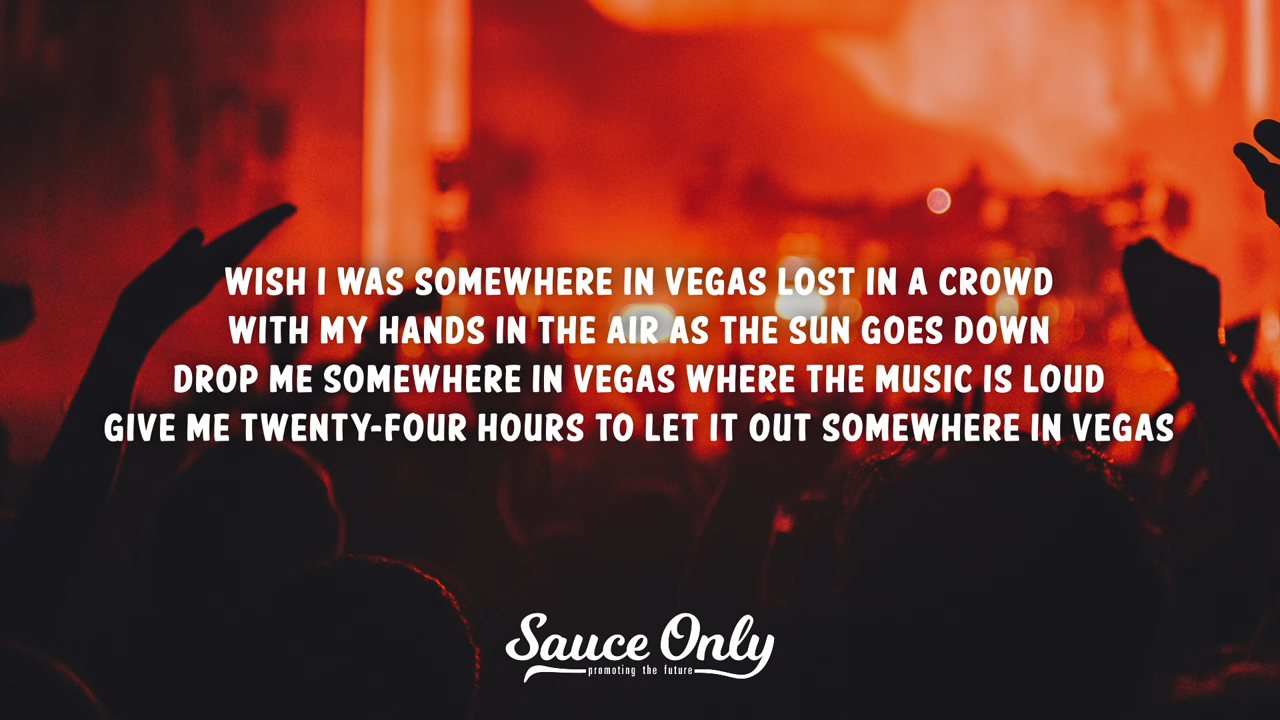 WISH I WAS SOMEWHERE IN VEGAS LOST IN A CROWD
WITH MY HANDS IN THE AIR AS THE SUN GOES DOWN
DROP ME SOMEWHERE IN VEGAS WHERE THE MUSIC IS LOUD
GIVE ME TWENTY-FOUR HOURS TO LET IT OUT SOMEWHERE IN VEGAS
Sauce Only
promoting the future